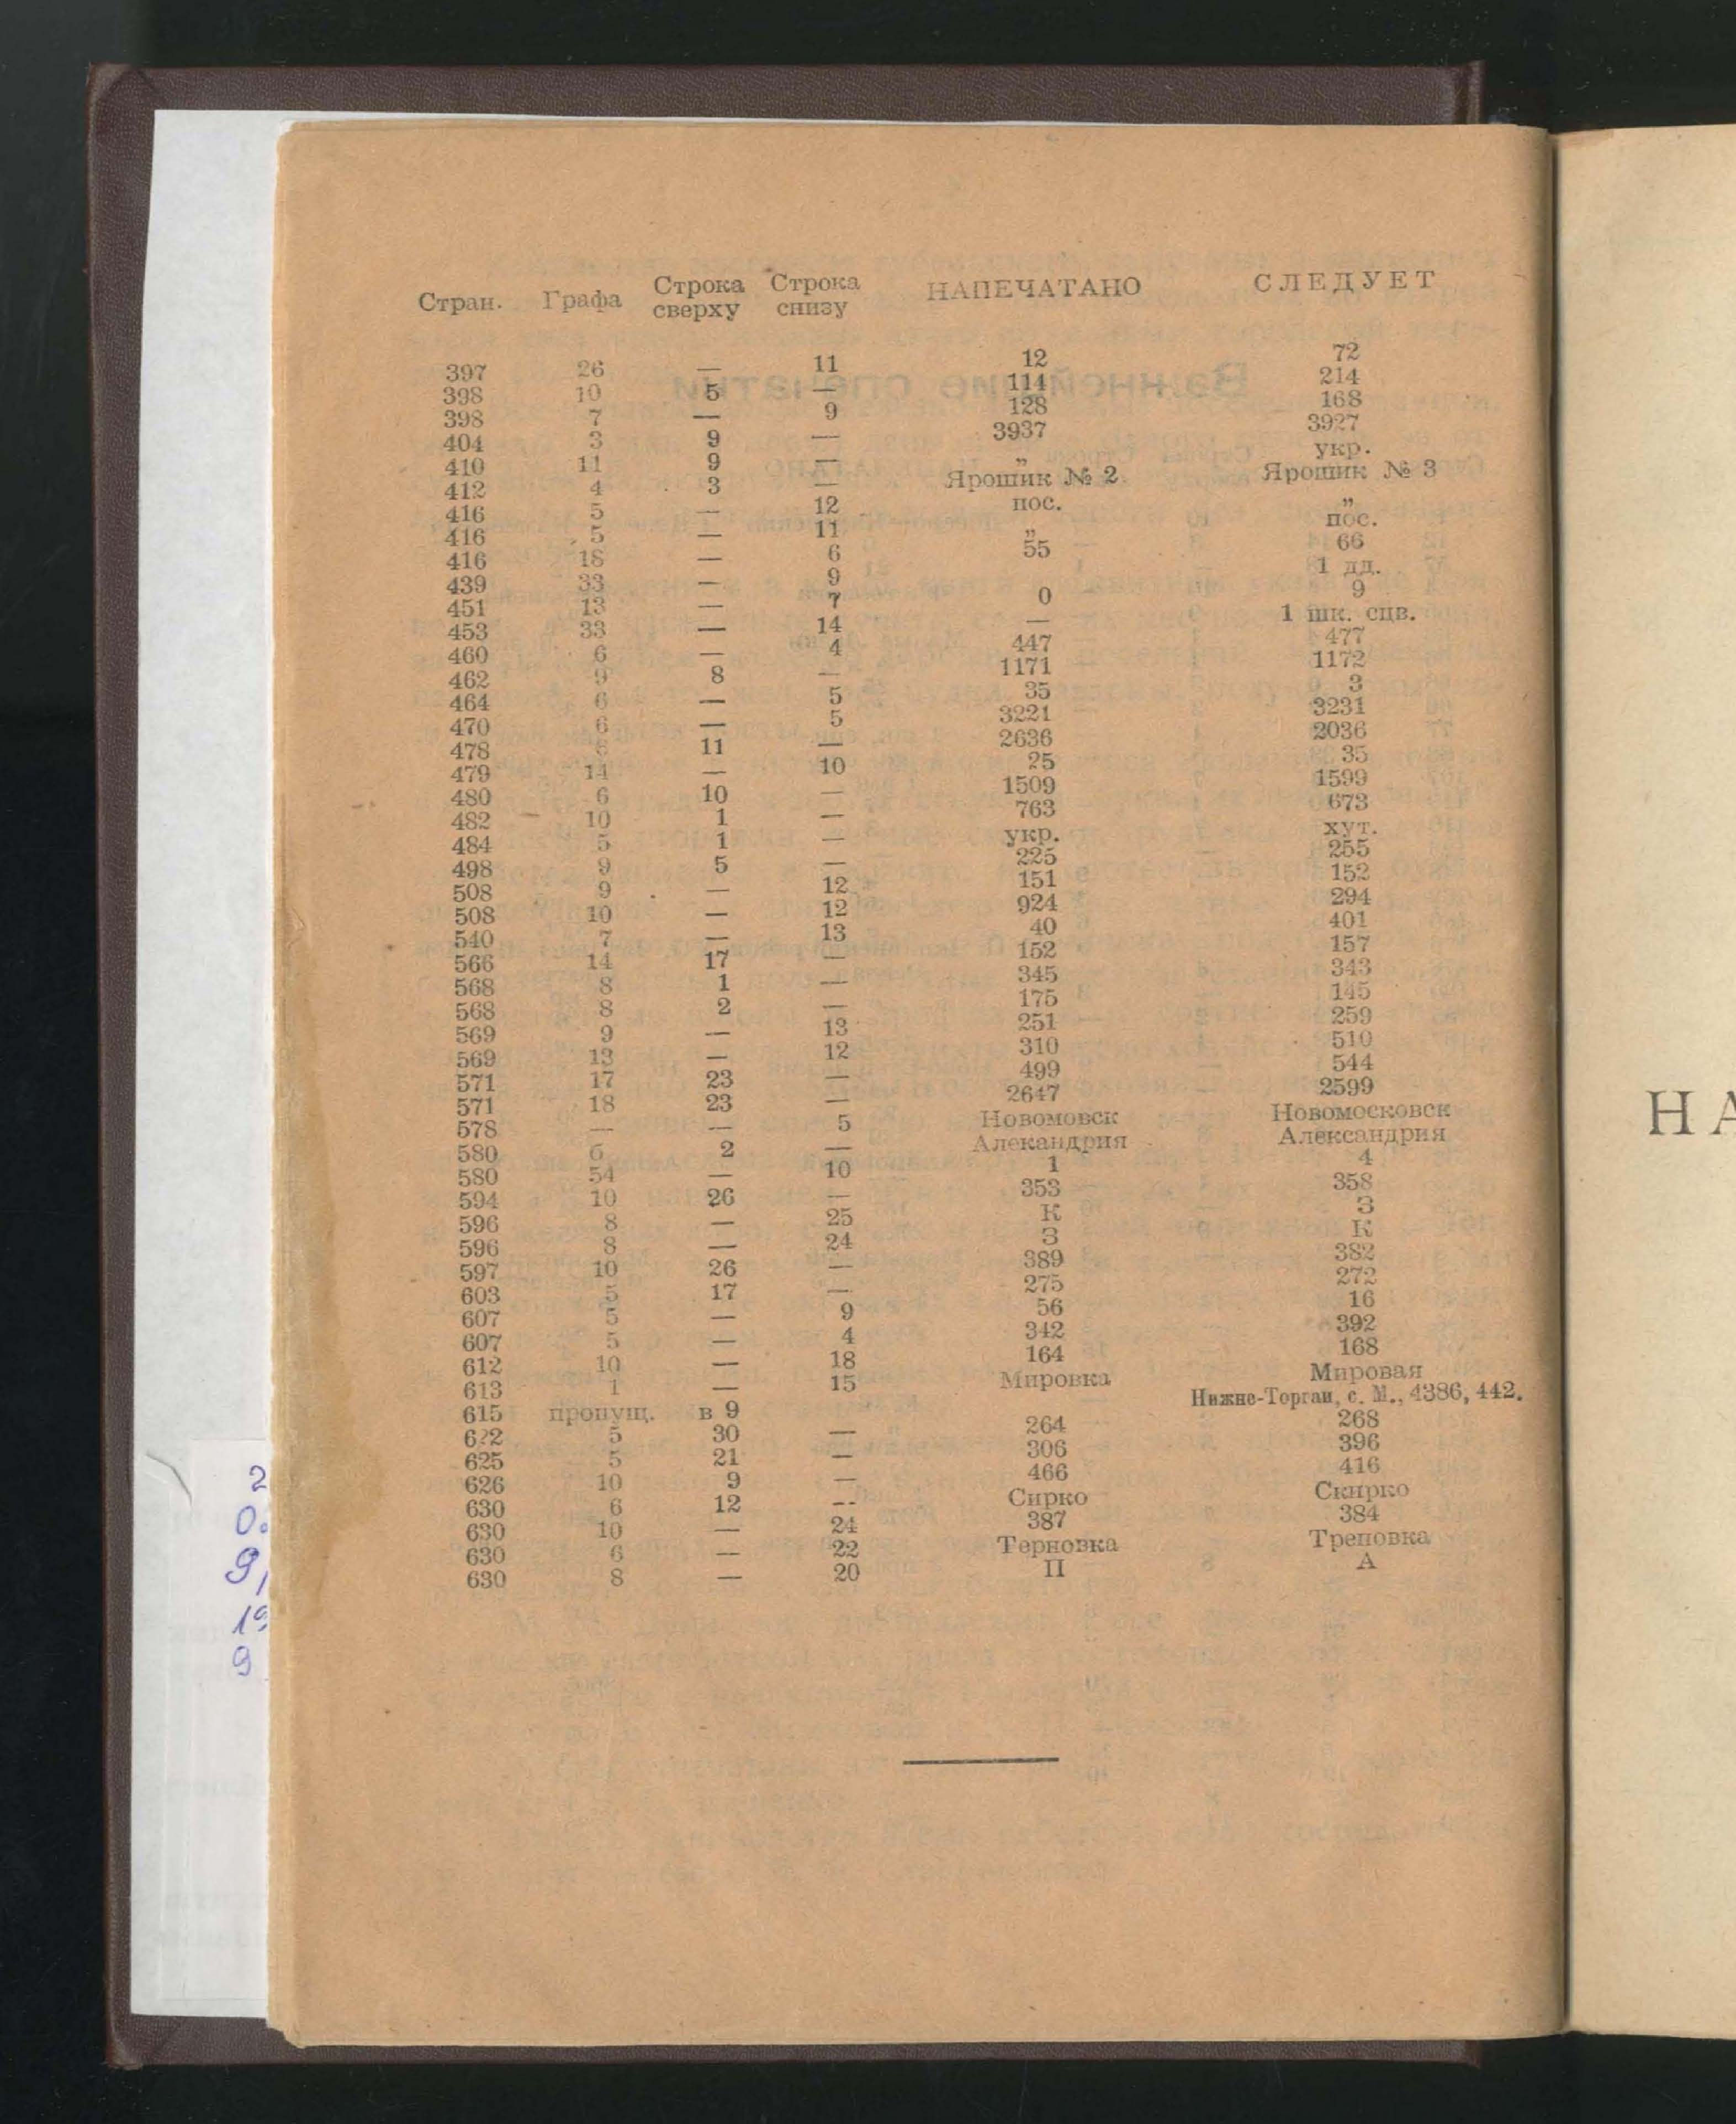 Стран. Графа Строка сверху Строка снизу НАПЕЧАТАНО СЛЕДУЕТ
397 26 — 11 12 72
398 10 5 — 114 214
398 7 — 9 128 168
404 3 9 — 3937 3927
410 11 9 — „ укр.
412 4 3 — Ярошик № 2 Ярошик № 3
416 5 — 12 пос. „
416 5 — 11 „ пос.
416 18 — 6 55 66
439 33 — 9 1 дд.
451 13 — 7 0 9
453 33 — 14 — 1 шк. сцв.
460 6 — 4 447 477
462 9 8 — 1171 1172
464 6 — 5 35 3
470 6 — 5 3221 3231
478 6 11 — 2636 2036
479 14 — 10 25 35
480 6 10 — 1509 1599
482 10 1 — 763 673
484 5 1 — укр. хут.
498 9 5 — 225 255
508 9 — 12 151 152
508 10 — 12 924 294
540 7 — 13 40 401
566 14 17 — 152 157
568 8 1 — 345 343
568 8 2 — 175 145
569 9 — 13 251 259
569 13 — 12 310 510
571 17 23 — 499 544
571 18 23 — 2647 2599
578 — — 5 Новомовск Новомосковск
580 6 2 — Алекандрия Александрия
580 54 — 10 1 4
594 10 26 — 353 358
596 8 — 25 К З
596 8 — 24 З К
597 10 26 — 389 382
603 5 17 — 275 272
607 5 — 9 56 16
607 5 — 4 342 392
612 10 — 18 164 168
613 1 — 15 Мировка Мировая
615 пропущ. в 9 Нижне-Торгаи, с. М., 4386, 442.
622 5 30 — 264 268
625 5 21 — 306 396
626 10 9 — 466 416
630 6 12 -- Сирко Скирко
630 10 — 24 387 384
630 6 — 22 Терновка Треповка
630 8 — 20 П А
НА
2
0.
9,
19
9